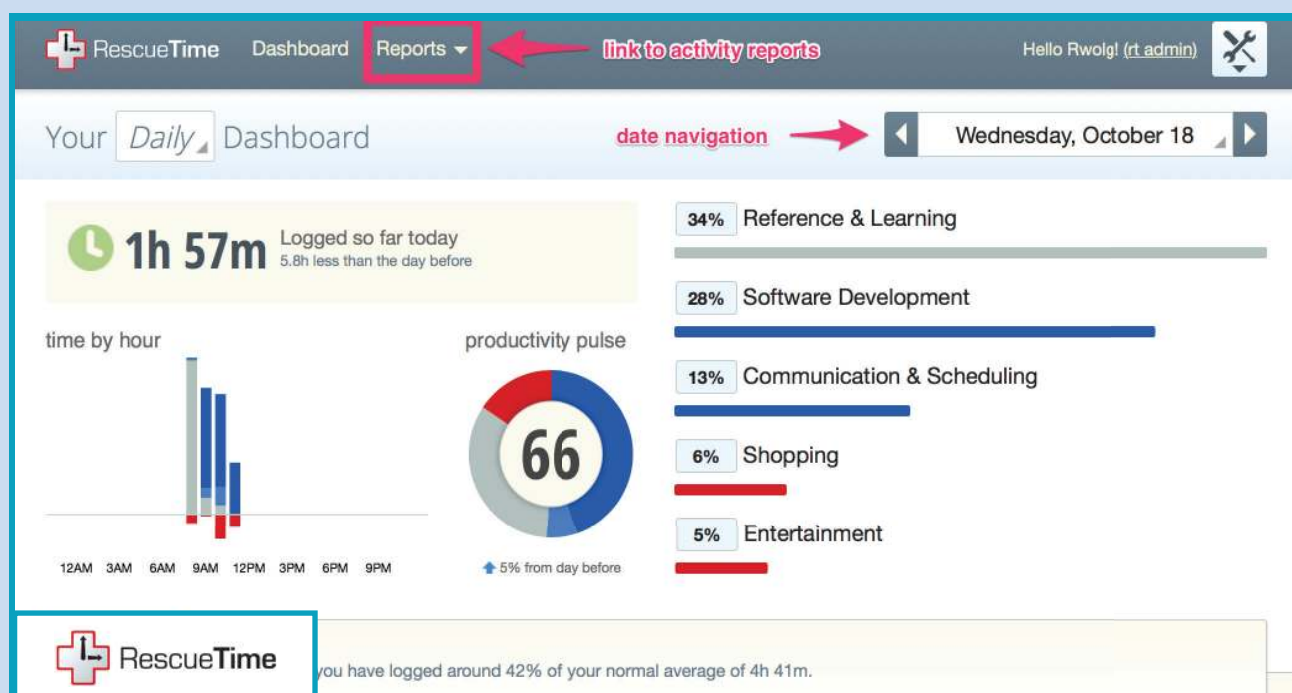 RescueTime Dashboard Reports link to activity reports Hello Rwolg! (rt admin)
Your Daily Dashboard date navigation Wednesday, October 18
1h 57m Logged so far today
5.8h less than the day before
time by hour
12AM 3AM 6AM 9AM 12PM 3PM 6PM 9PM
productivity pulse
66
5% from day before
34% Reference & Learning
28% Software Development
13% Communication & Scheduling
6% Shopping
5% Entertainment
RescueTime
you have logged around 42% of your normal average of 4h 41m.